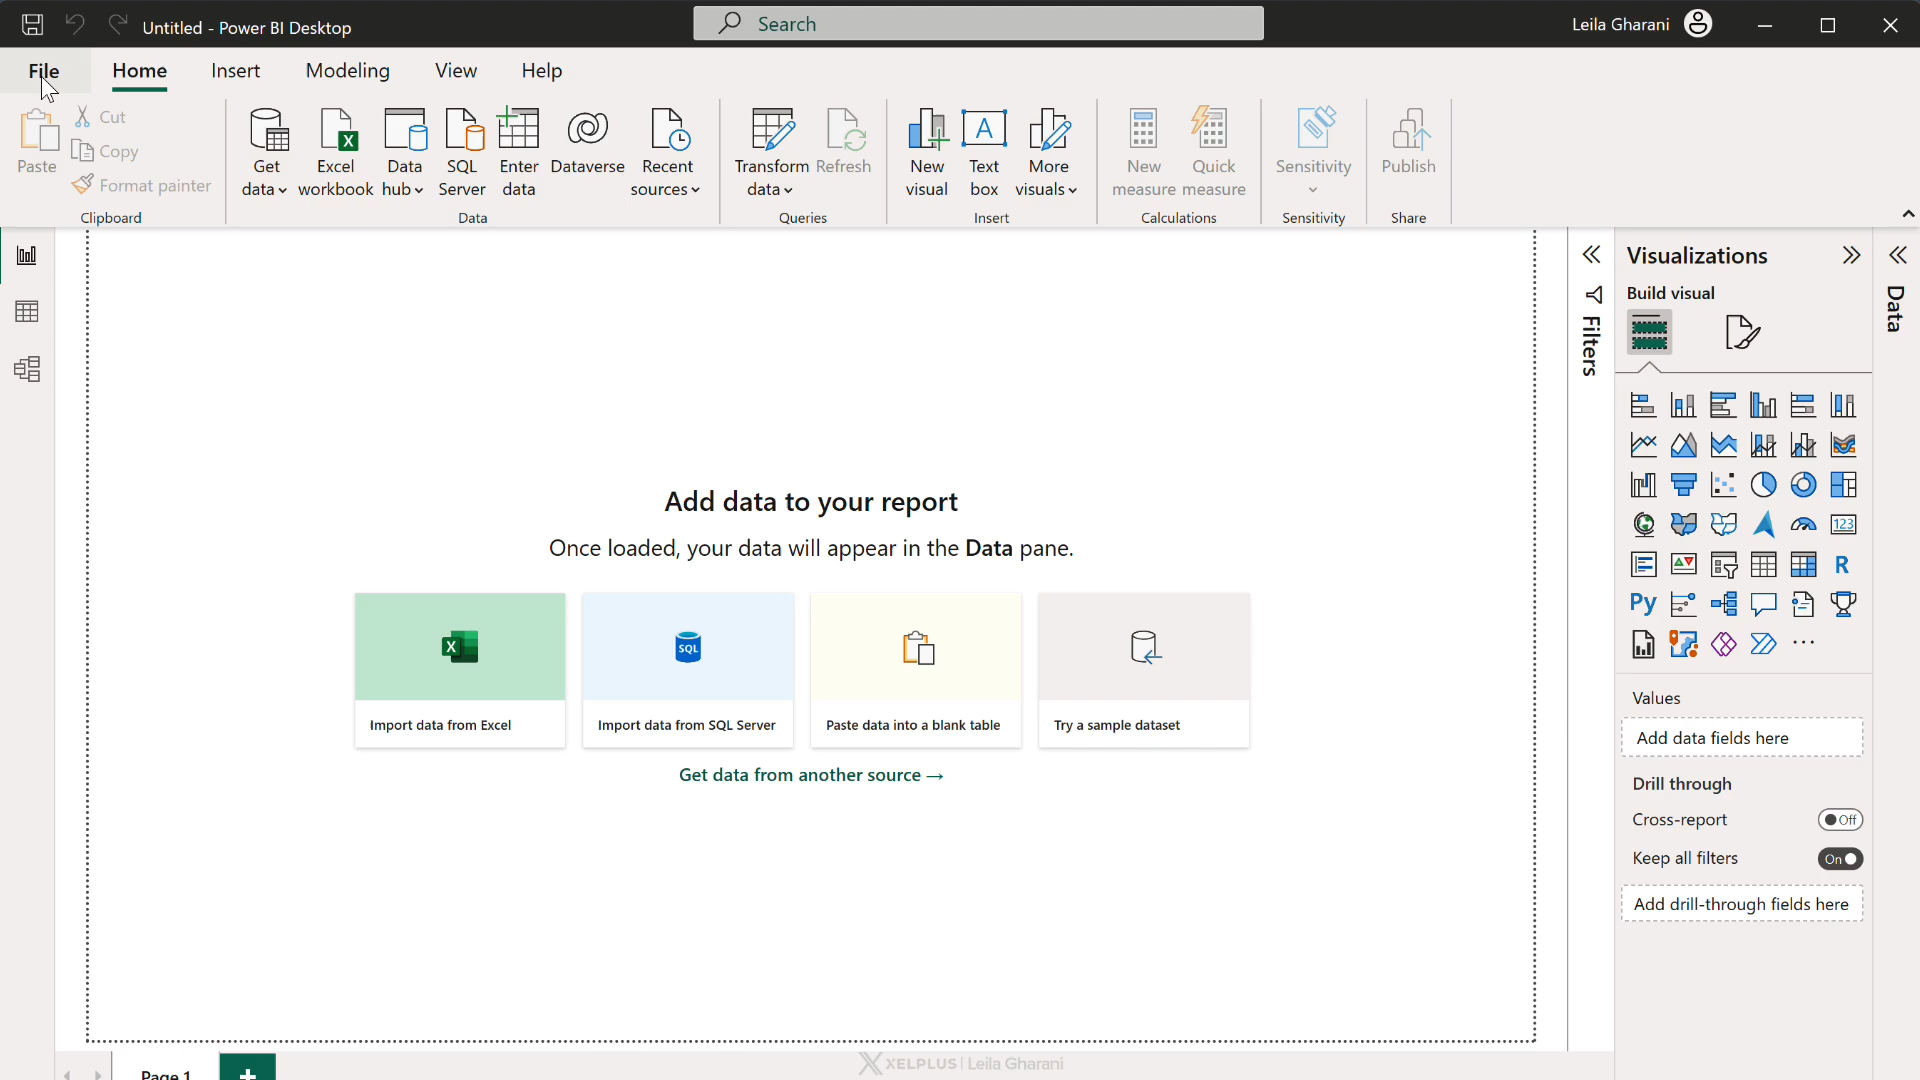 Untitled - Power BI Desktop
Search
Leila Gharani
File
Home
Insert
Modeling
View
Help
Paste
Cut
Copy
Format painter
Clipboard
Get data
Excel workbook
Data hub
SQL Server
Enter data
Dataverse
Recent sources
Data
Transform data
Refresh
Queries
New visual
A
Text box
More visuals
Insert
New measure
Quick measure
Calculations
Sensitivity
Sensitivity
Publish
Share
Add data to your report
Once loaded, your data will appear in the Data pane.
X
SQL
Import data from Excel
Import data from SQL Server
Paste data into a blank table
Try a sample dataset
Get data from another source →
Filters
Visualizations
Build visual
123
R
Py
Values
Add data fields here
Drill through
Cross-report
Off
Keep all filters
On
Add drill-through fields here
Data
Page 1
XELPLUS | Leila Gharani